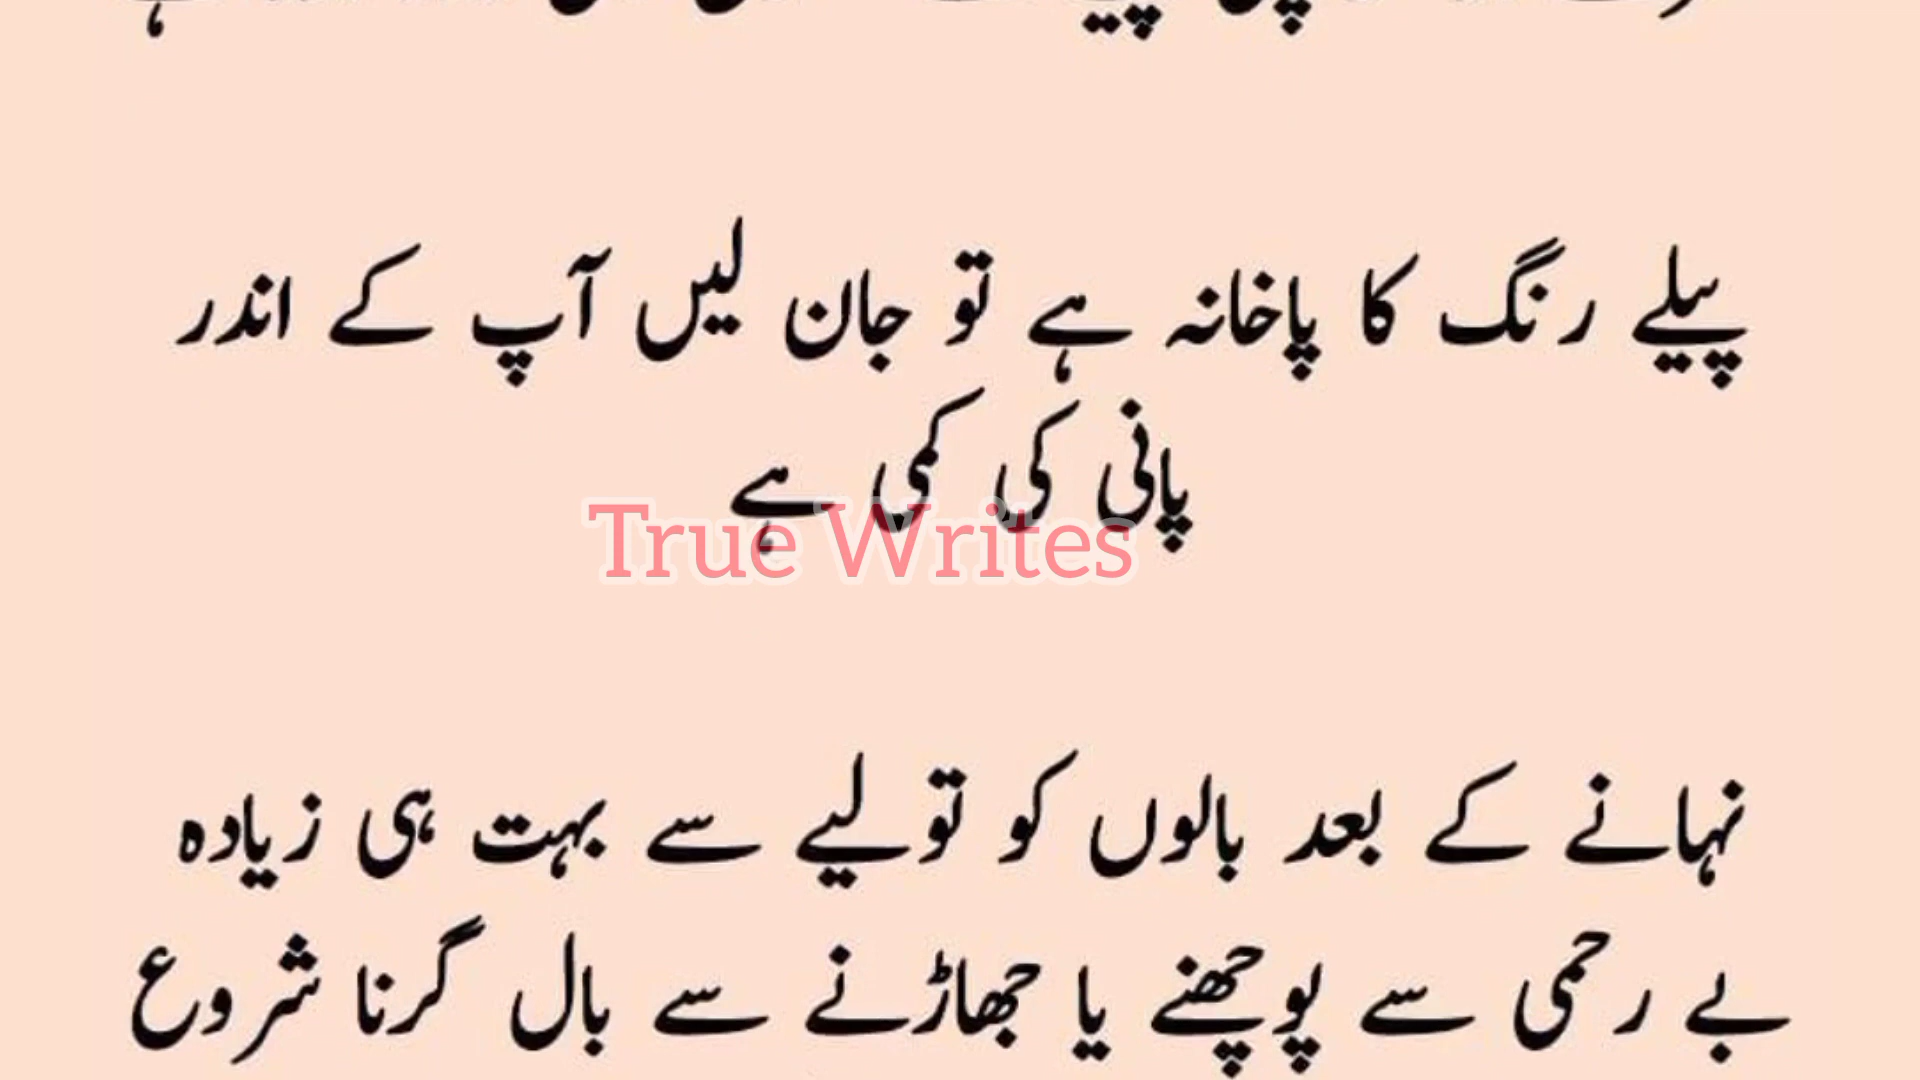 پیلے رنگ کا پاخانہ ہے تو جان لیں آپ کے اندر
پانی کی کمی ہے
True Writes
نہانے کے بعد بالوں کو تولیے سے بہت ہی زیادہ
بے رحمی سے پوچھنے یا جھاڑنے سے بال گرنا شروع